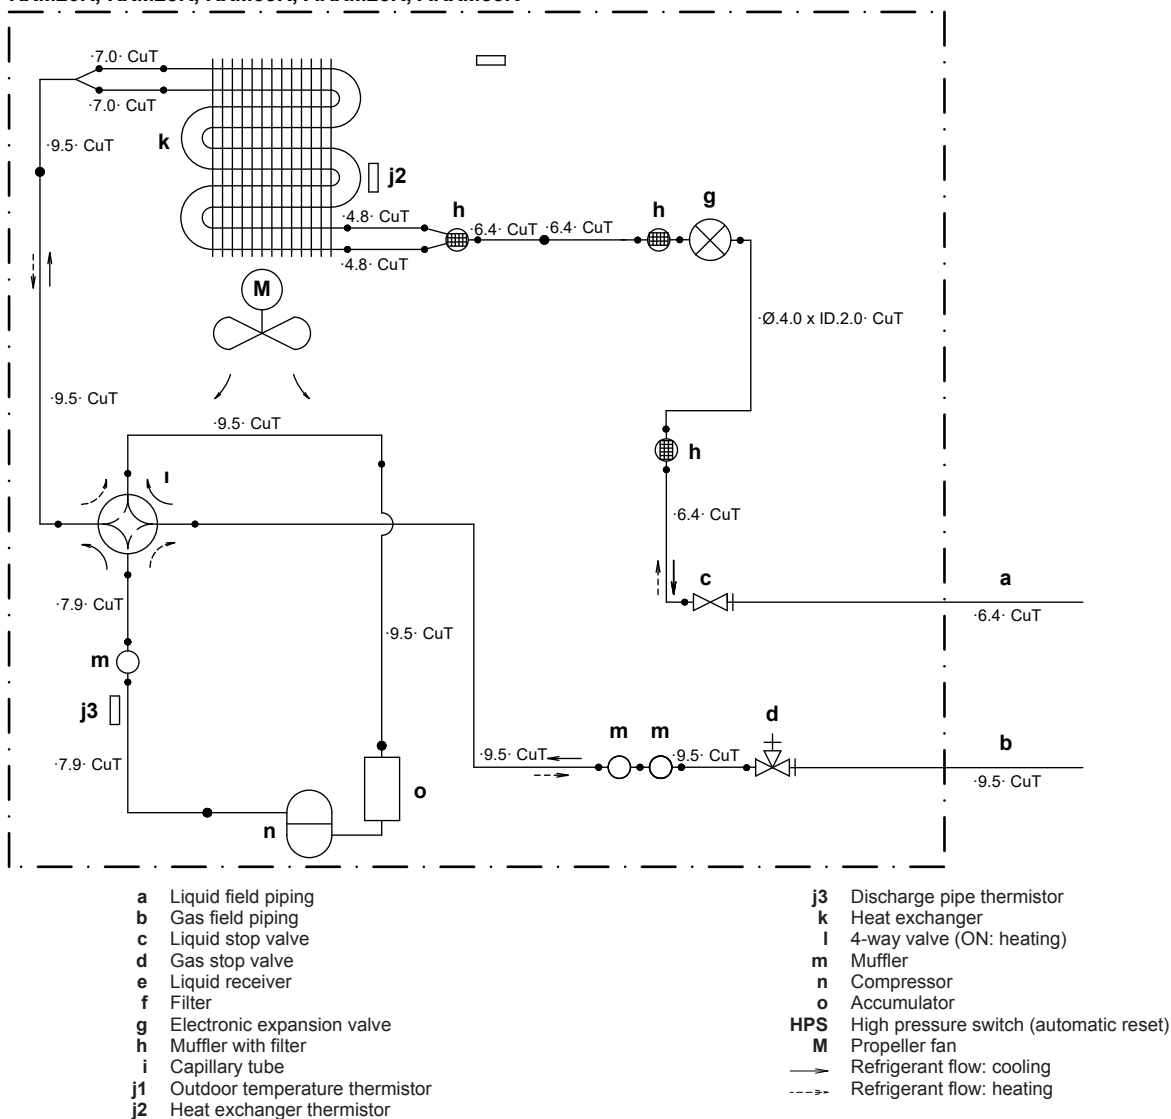 ·7.0· CuT
·7.0· CuT
·9.5· CuT
k
j2
·4.8· CuT
·4.8· CuT
h
·6.4· CuT
·6.4· CuT
h
g
M
·Ø.4.0 x ID.2.0· CuT
·9.5· CuT
·9.5· CuT
l
h
·6.4· CuT
c
a
·6.4· CuT
·7.9· CuT
·9.5· CuT
m
j3
·7.9· CuT
·9.5· CuT
m
m
·9.5· CuT
d
b
·9.5· CuT
o
n
a Liquid field piping
b Gas field piping
c Liquid stop valve
d Gas stop valve
e Liquid receiver
f Filter
g Electronic expansion valve
h Muffler with filter
i Capillary tube
j1 Outdoor temperature thermistor
j2 Heat exchanger thermistor
j3 Discharge pipe thermistor
k Heat exchanger
l 4-way valve (ON: heating)
m Muffler
n Compressor
o Accumulator
HPS High pressure switch (automatic reset)
M Propeller fan
Refrigerant flow: cooling
Refrigerant flow: heating